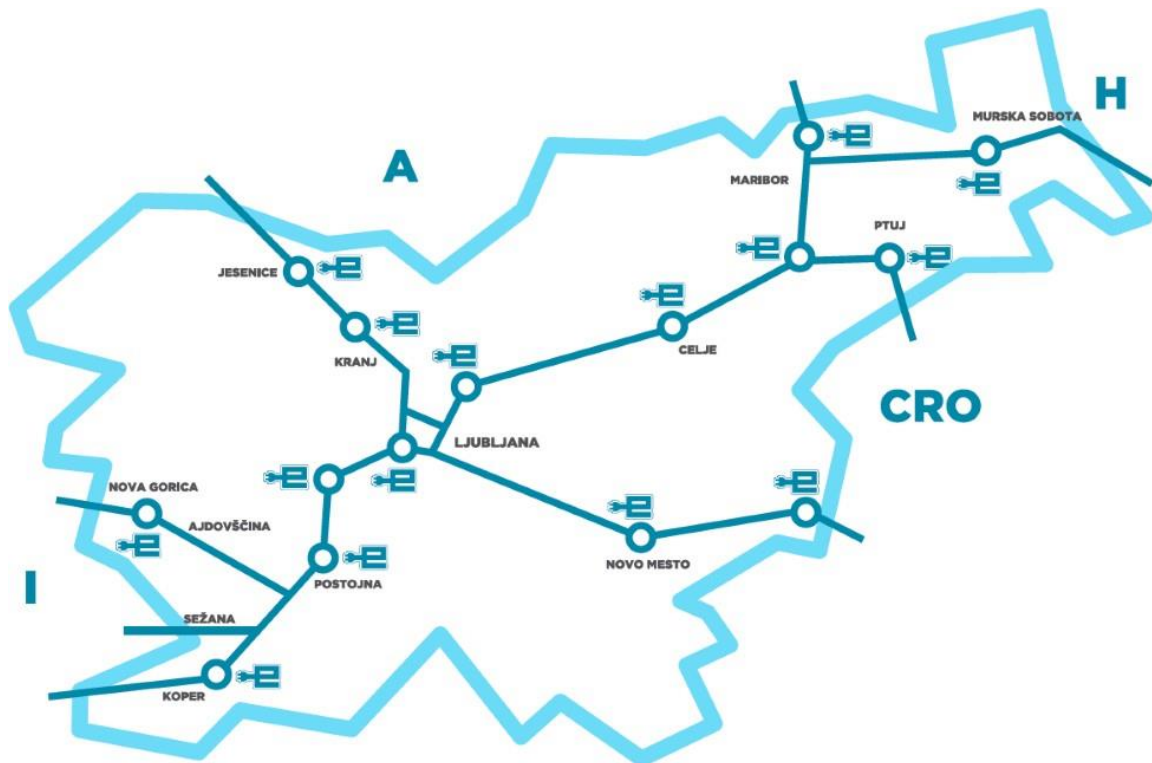 H
MURSKA SOBOTA
A
MARIBOR
PTUJ
JESENICE
CELJE
KRANJ
CRO
LJUBLJANA
NOVA GORICA
AJDOVŠČINA
NOVO MESTO
POSTOJNA
I
SEŽANA
KOPER